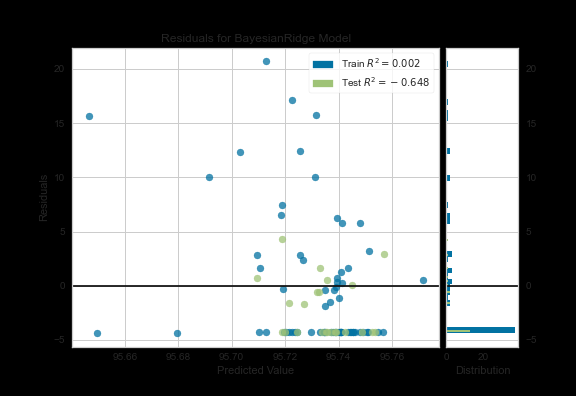 Residuals for BayesianRidge Model
Train R² = 0.002
Test R² = −0.648
20
15
10
5
0
−5
Residuals
95.66 95.68 95.70 95.72 95.74 95.76
Predicted Value
20
15
10
5
0
−5
0 20
Distribution